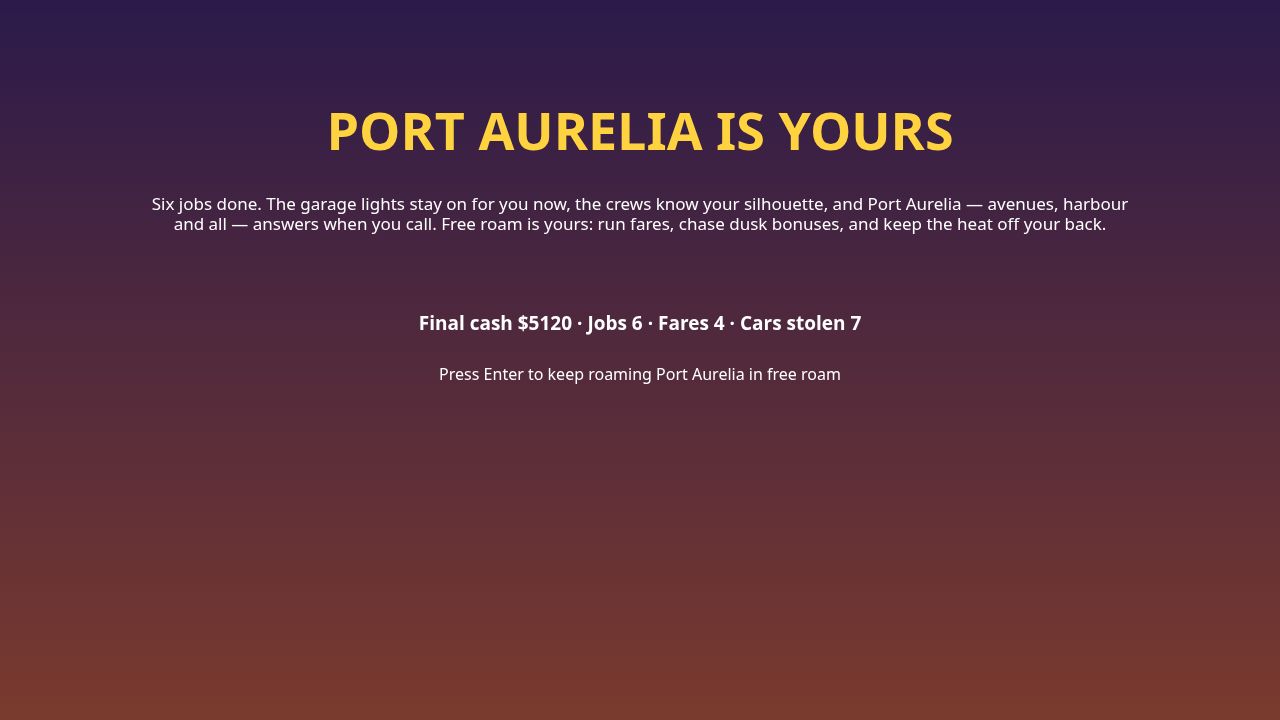 PORT AURELIA IS YOURS
Six jobs done. The garage lights stay on for you now, the crews know your silhouette, and Port Aurelia — avenues, harbour
and all — answers when you call. Free roam is yours: run fares, chase dusk bonuses, and keep the heat off your back.
Final cash $5120 · Jobs 6 · Fares 4 · Cars stolen 7
Press Enter to keep roaming Port Aurelia in free roam